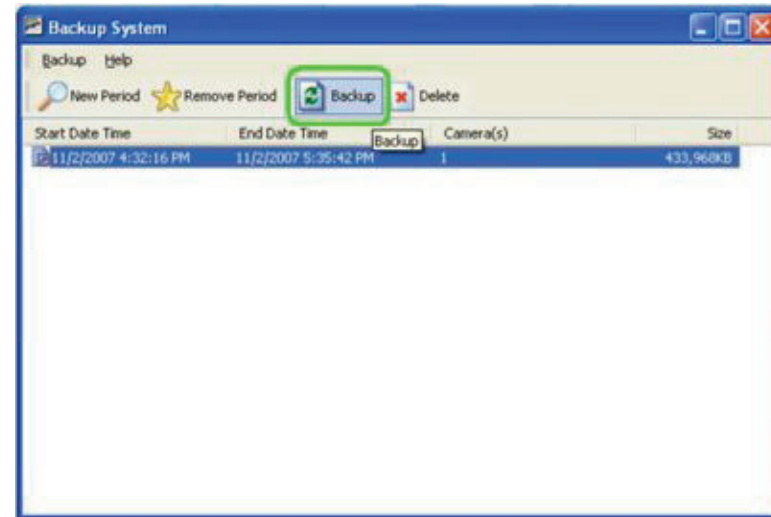 Backup System
Backup Help
New Period Remove Period Backup Delete
Start Date Time End Date Time Camera(s) Size
Backup
11/2/2007 4:32:16 PM 11/2/2007 5:35:42 PM 1 433,968KB